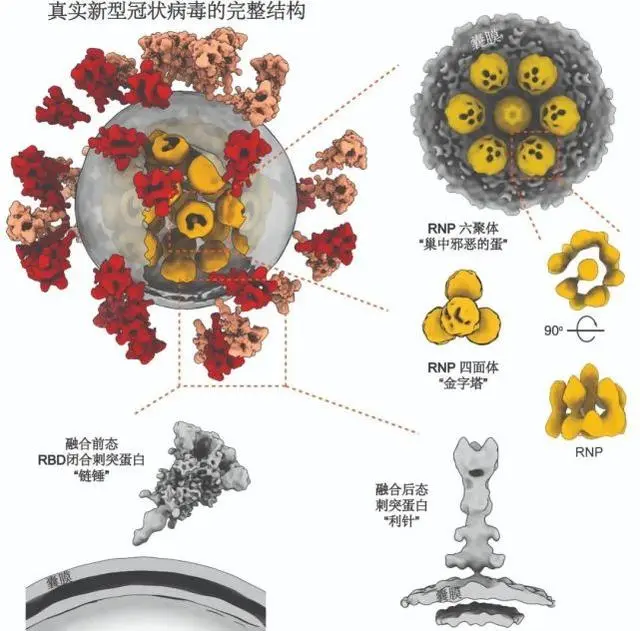 真实新型冠状病毒的完整结构
囊膜
RNP 六聚体
“巢中邪恶的蛋”
90°
RNP 四面体
“金字塔”
RNP
融合前态
RBD闭合刺突蛋白
“链锤”
囊膜
融合后态
刺突蛋白
“利针”
囊膜